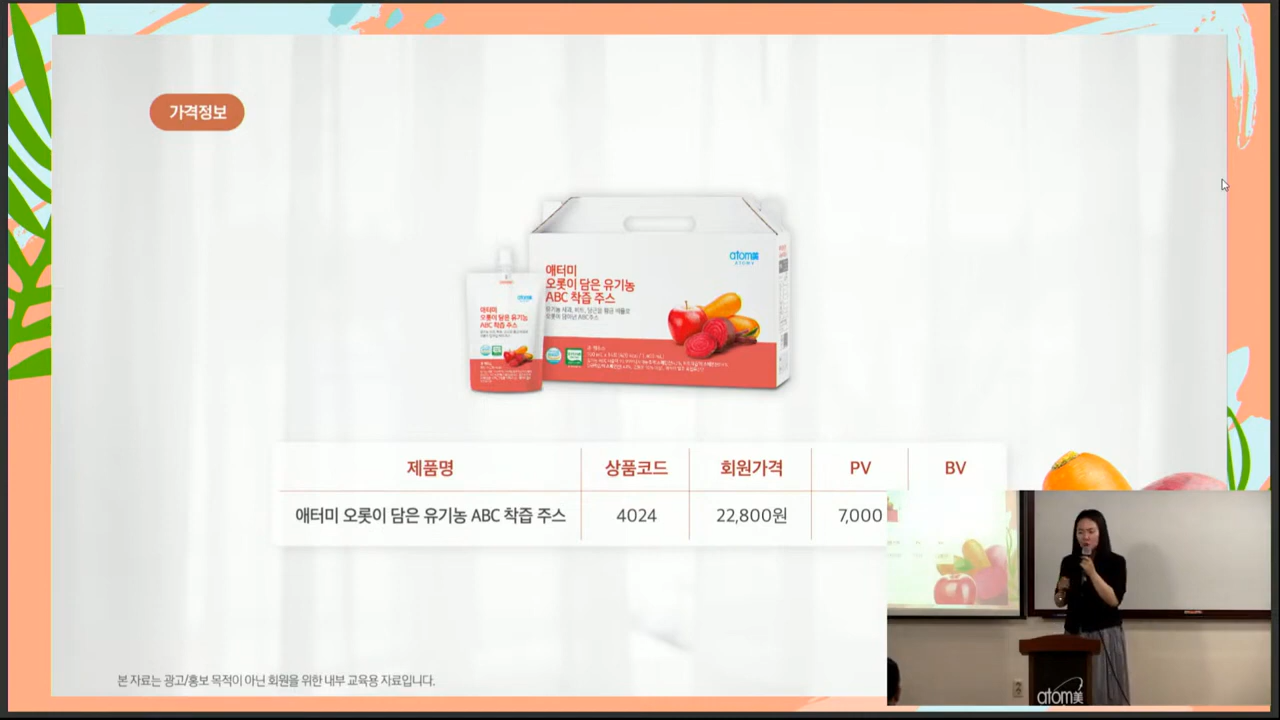 가격정보
atom美
ATOMY
애터미
오롯이 담은 유기농
ABC 착즙 주스
atom美
애터미
오롯이 담은 유기농
ABC 착즙 주스
제품명
상품코드
회원가격
PV
BV
애터미 오롯이 담은 유기농 ABC 착즙 주스
4024
22,800원
7,000
본 자료는 광고/홍보 목적이 아닌 회원을 위한 내부 교육용 자료입니다.
atom美